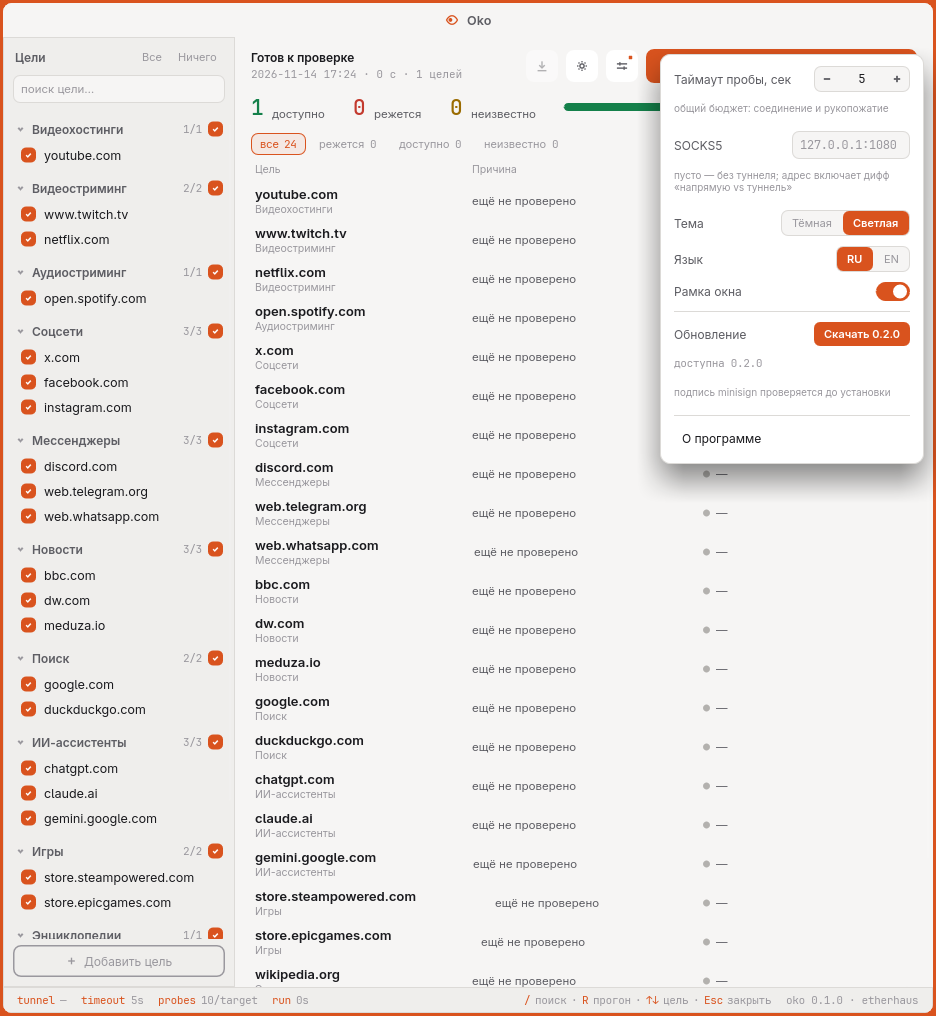 Oko
Цели
Все
Ничего
поиск цели...
Видеохостинги 1/1
youtube.com
Видеостриминг 2/2
www.twitch.tv
netflix.com
Аудиостриминг 1/1
open.spotify.com
Соцсети 3/3
x.com
facebook.com
instagram.com
Мессенджеры 3/3
discord.com
web.telegram.org
web.whatsapp.com
Новости 3/3
bbc.com
dw.com
meduza.io
Поиск 2/2
google.com
duckduckgo.com
ИИ-ассистенты 3/3
chatgpt.com
claude.ai
gemini.google.com
Игры 2/2
store.steampowered.com
store.epicgames.com
Энциклопедии 1/1
+ Добавить цель
Готов к проверке
2026-11-14 17:24 · 0 с · 1 целей
1 доступно 0 режется 0 неизвестно
все 24 режется 0 доступно 0 неизвестно 0
Цель Причина
youtube.com
Видеохостинги
ещё не проверено
www.twitch.tv
Видеостриминг
ещё не проверено
netflix.com
Видеостриминг
ещё не проверено
open.spotify.com
Аудиостриминг
ещё не проверено
x.com
Соцсети
ещё не проверено
facebook.com
Соцсети
ещё не проверено
instagram.com
Соцсети
ещё не проверено
discord.com
Мессенджеры
ещё не проверено —
web.telegram.org
Мессенджеры
ещё не проверено —
web.whatsapp.com
Мессенджеры
ещё не проверено —
bbc.com
Новости
ещё не проверено —
dw.com
Новости
ещё не проверено —
meduza.io
Новости
ещё не проверено —
google.com
Поиск
ещё не проверено —
duckduckgo.com
Поиск
ещё не проверено —
chatgpt.com
ИИ-ассистенты
ещё не проверено —
claude.ai
ИИ-ассистенты
ещё не проверено —
gemini.google.com
ИИ-ассистенты
ещё не проверено —
store.steampowered.com
Игры
ещё не проверено —
store.epicgames.com
Игры
ещё не проверено —
wikipedia.org
ещё не проверено —
Таймаут пробы, сек − 5 +
общий бюджет: соединение и рукопожатие
SOCKS5 127.0.0.1:1080
пусто — без туннеля; адрес включает дифф
«напрямую vs туннель»
Тема Тёмная Светлая
Язык RU EN
Рамка окна
Обновление Скачать 0.2.0
доступна 0.2.0
подпись minisign проверяется до установки
О программе
tunnel — timeout 5s probes 10/target run 0s
/ поиск · R прогон · ↑↓ цель · Esc закрыть oko 0.1.0 · etherhaus